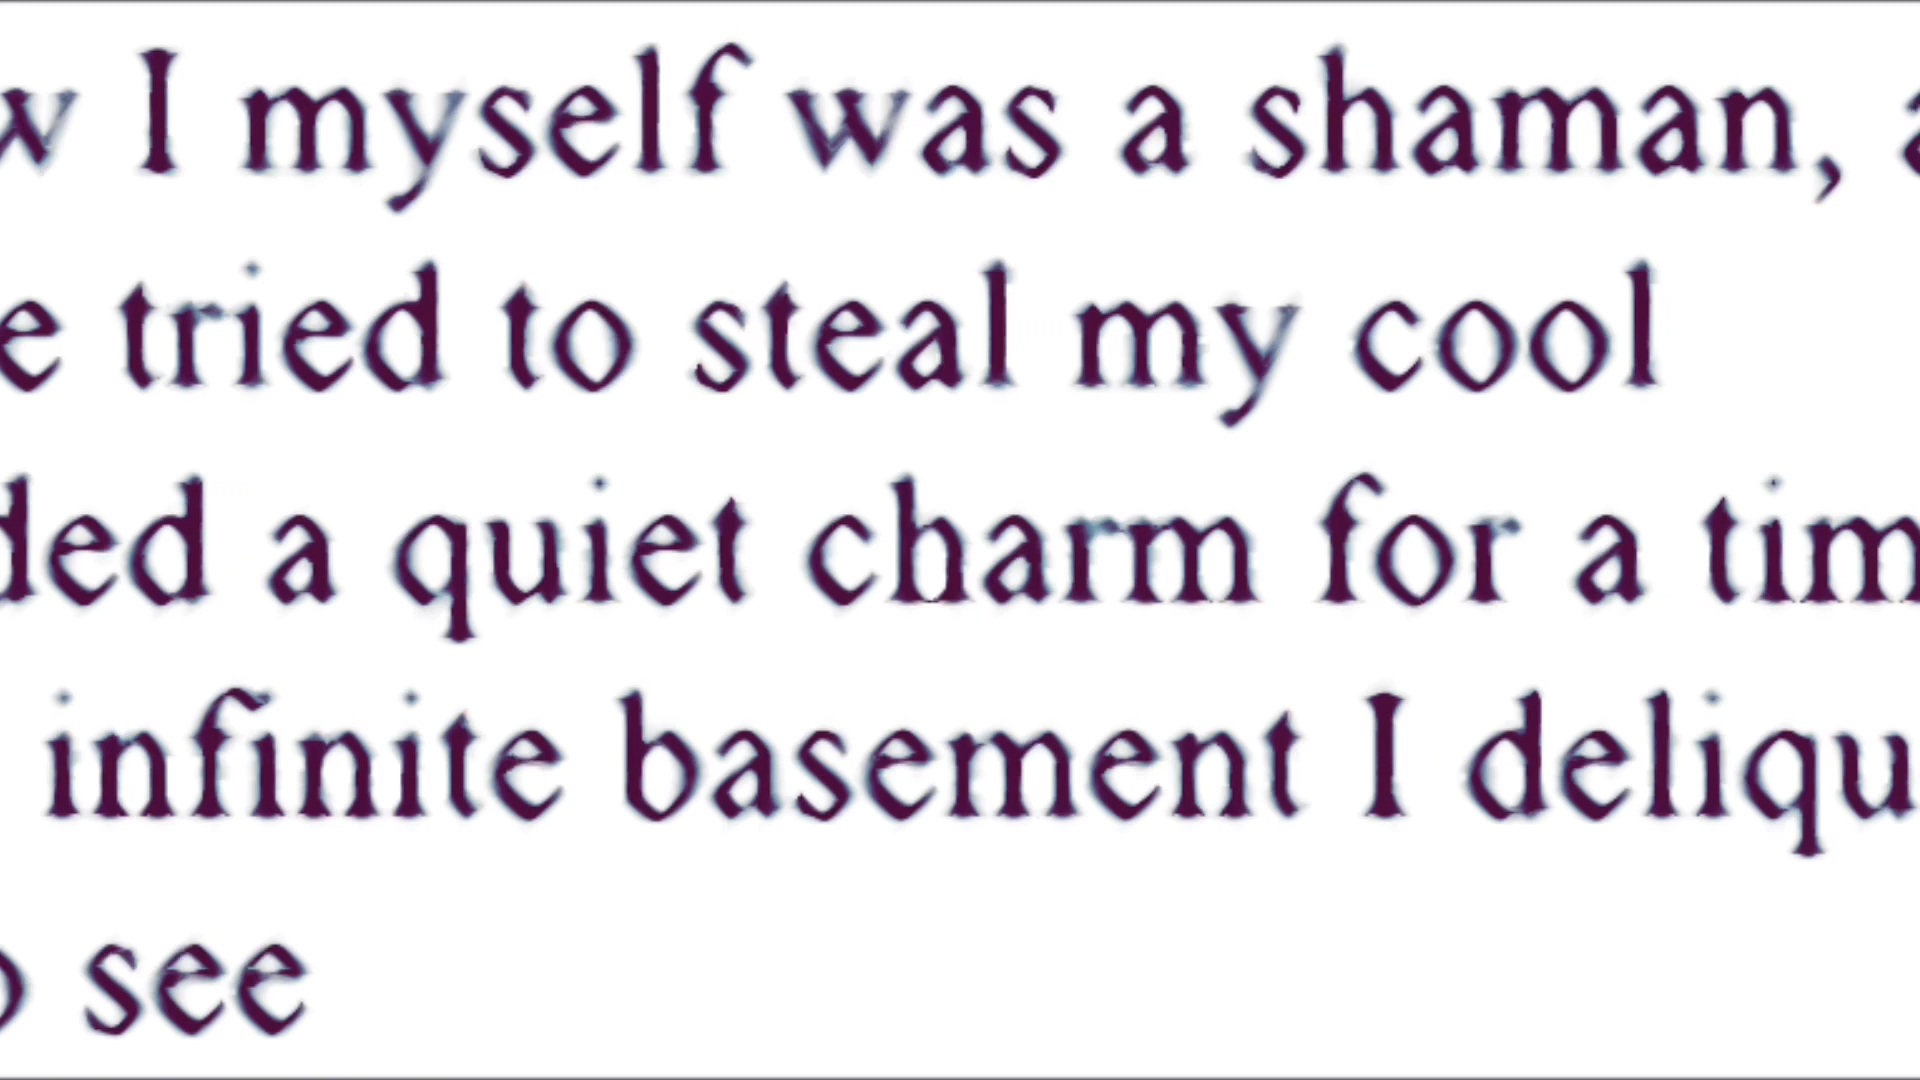 w I myself was a shaman, a
e tried to steal my cool
ded a quiet charm for a tim
infinite basement I deliqu
o see